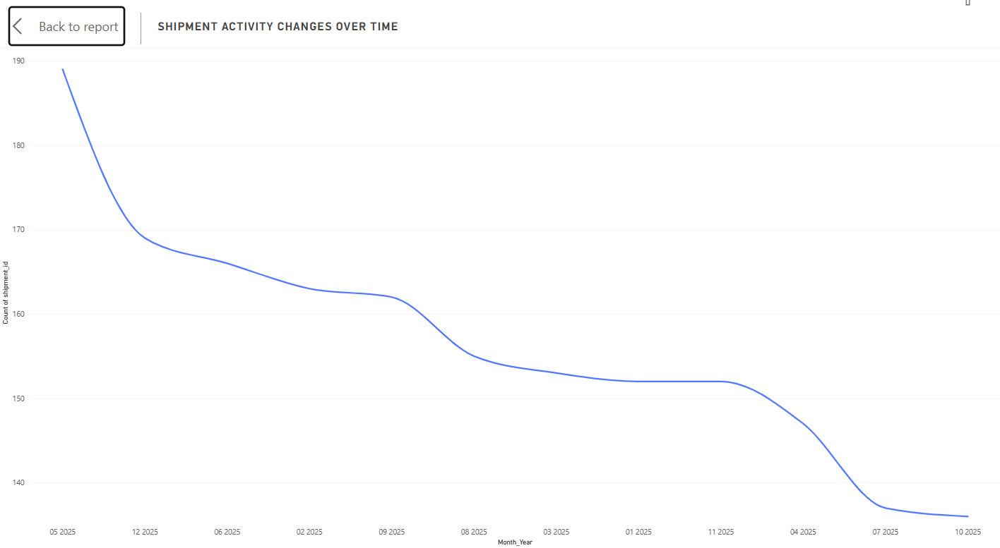 Back to report
SHIPMENT ACTIVITY CHANGES OVER TIME
190
180
170
160
150
140
Count of shipment_id
05 2025 12 2025 06 2025 02 2025 09 2025 08 2025 03 2025 01 2025 11 2025 04 2025 07 2025 10 2025
Month_Year